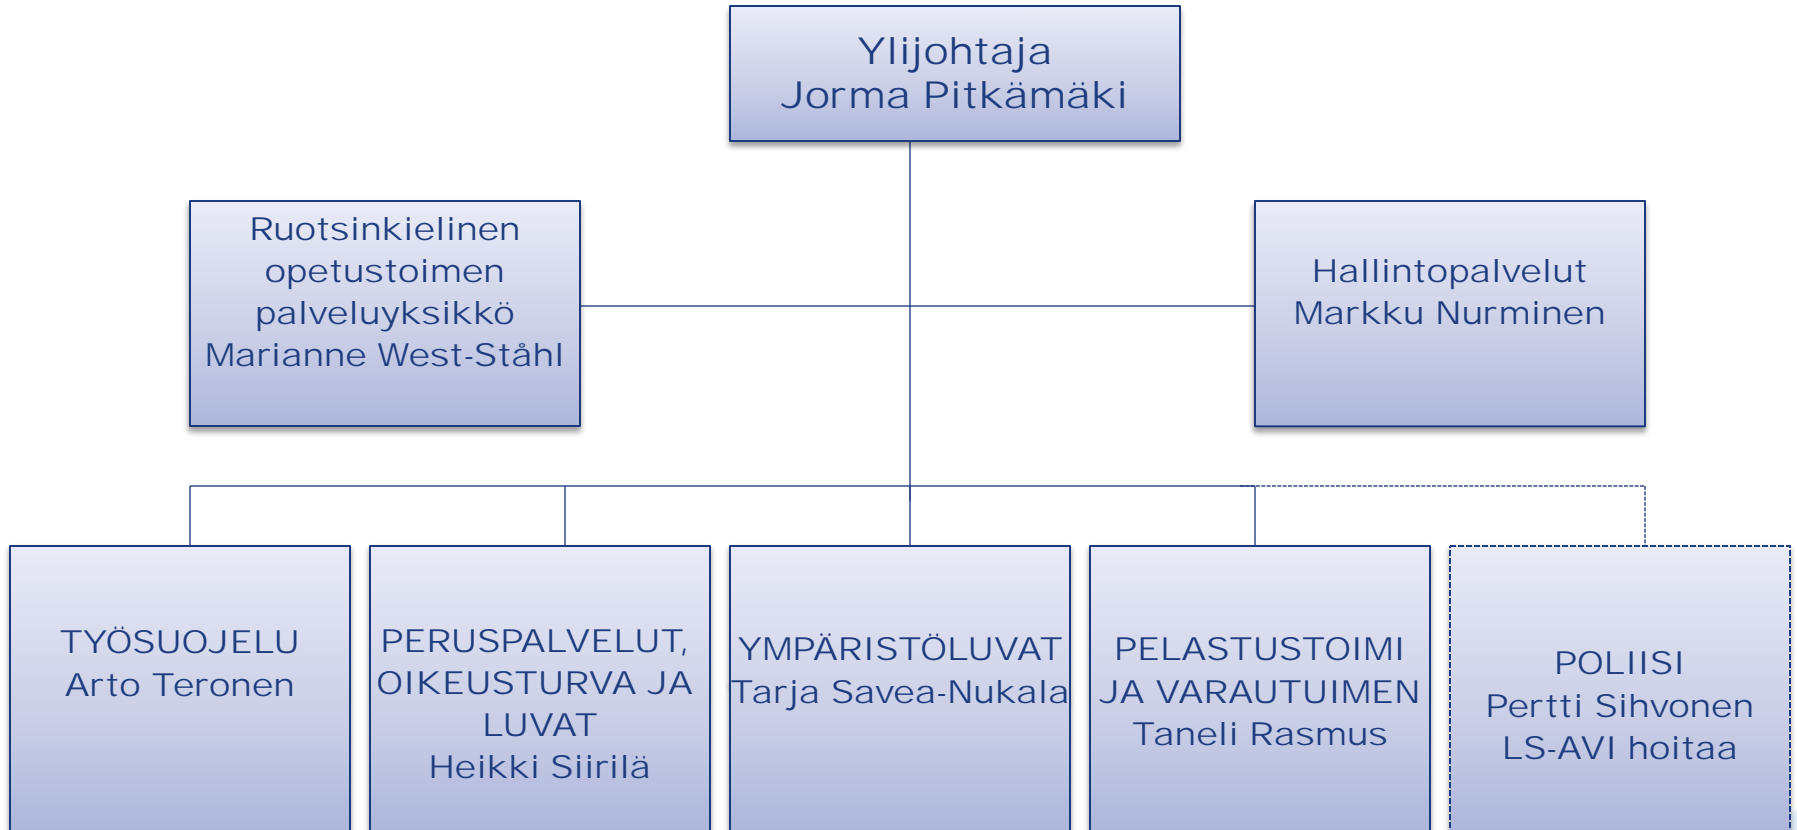 Ylijohtaja
Jorma Pitkämäki
Ruotsinkielinen
opetustoimen
palveluyksikkö
Marianne West-Ståhl
Hallintopalvelut
Markku Nurminen
TYÖSUOJELU
Arto Teronen
PERUSPALVELUT,
OIKEUSTURVA JA
LUVAT
Heikki Siirilä
YMPÄRISTÖLUVAT
Tarja Savea-Nukala
PELASTUSTOIMI
JA VARAUTUIMEN
Taneli Rasmus
POLIISI
Pertti Sihvonen
LS-AVI hoitaa